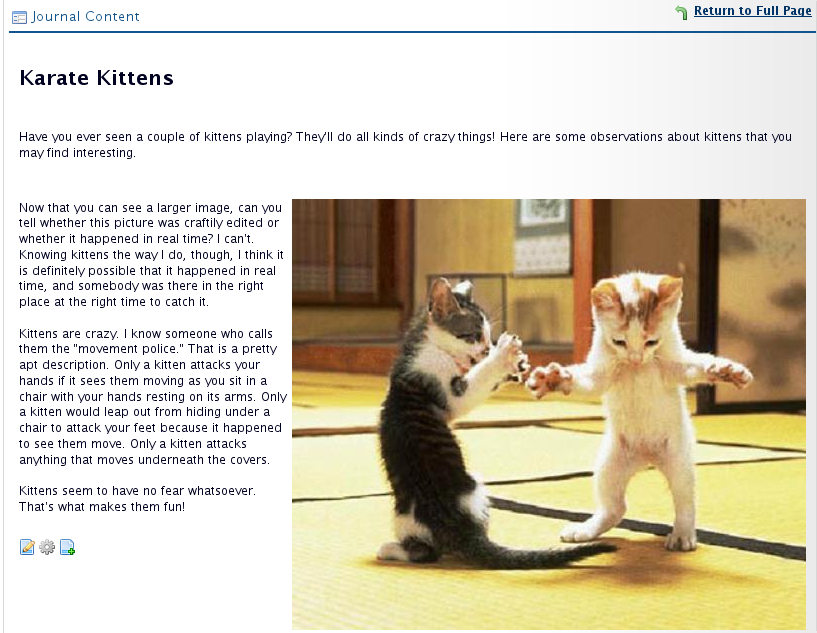 Journal Content
Return to Full Page
Karate Kittens
Have you ever seen a couple of kittens playing? They'll do all kinds of crazy things! Here are some observations about kittens that you
may find interesting.
Now that you can see a larger image, can you
tell whether this picture was craftily edited or
whether it happened in real time? I can't.
Knowing kittens the way I do, though, I think it
is definitely possible that it happened in real
time, and somebody was there in the right
place at the right time to catch it.
Kittens are crazy. I know someone who calls
them the "movement police." That is a pretty
apt description. Only a kitten attacks your
hands if it sees them moving as you sit in a
chair with your hands resting on its arms. Only
a kitten would leap out from hiding under a
chair to attack your feet because it happened
to see them move. Only a kitten attacks
anything that moves underneath the covers.
Kittens seem to have no fear whatsoever.
That's what makes them fun!